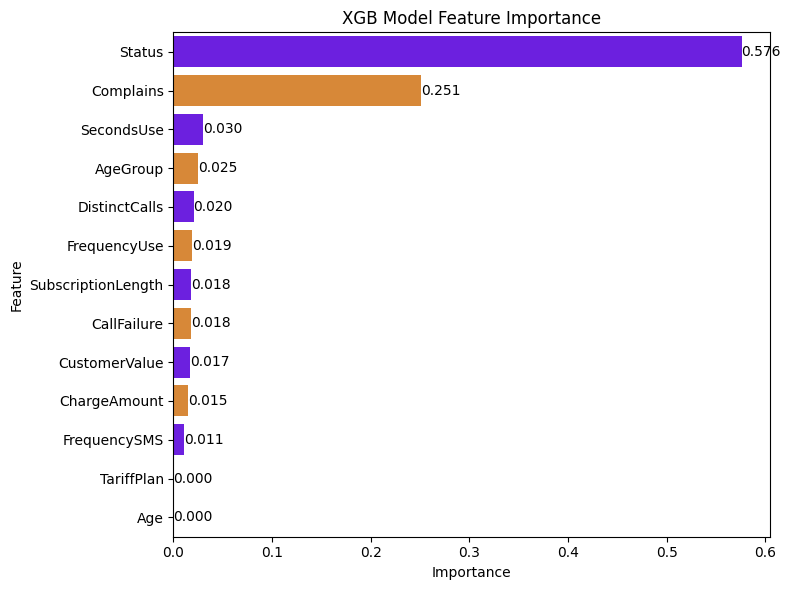 XGB Model Feature Importance
Feature
Status 0.576
Complains 0.251
SecondsUse 0.030
AgeGroup 0.025
DistinctCalls 0.020
FrequencyUse 0.019
SubscriptionLength 0.018
CallFailure 0.018
CustomerValue 0.017
ChargeAmount 0.015
FrequencySMS 0.011
TariffPlan 0.000
Age 0.000
0.0 0.1 0.2 0.3 0.4 0.5 0.6
Importance